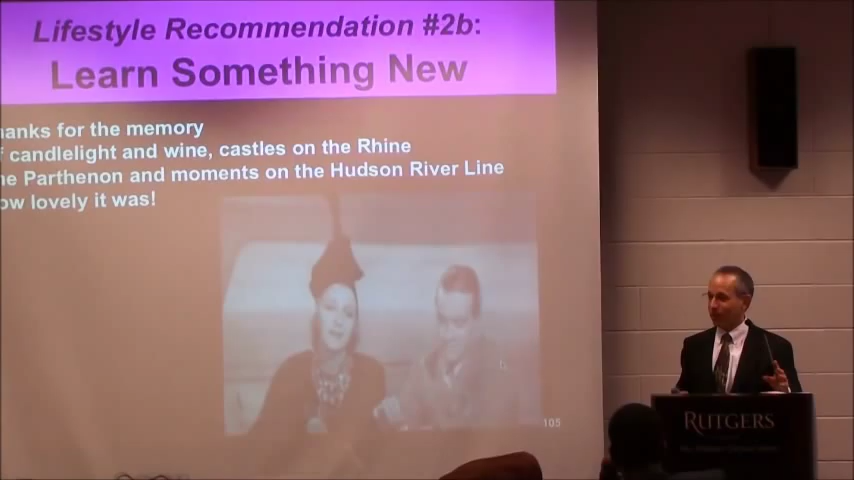 Lifestyle Recommendation #2b:
Learn Something New
hanks for the memory
f candlelight and wine, castles on the Rhine
he Parthenon and moments on the Hudson River Line
ow lovely it was!
105
RUTGERS